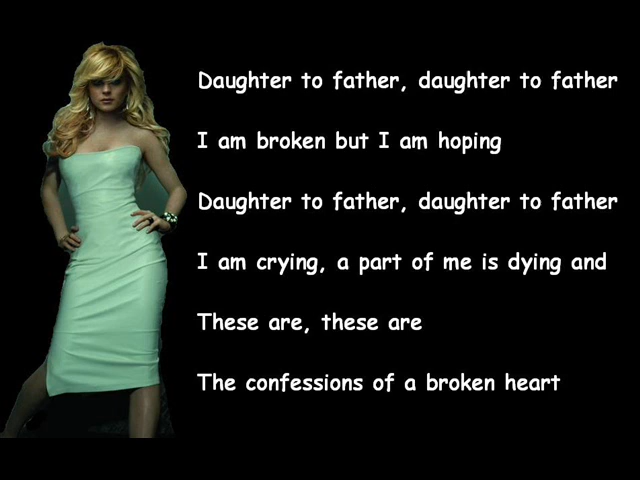 Daughter to father, daughter to father
I am broken but I am hoping
Daughter to father, daughter to father
I am crying, a part of me is dying and
These are, these are
The confessions of a broken heart